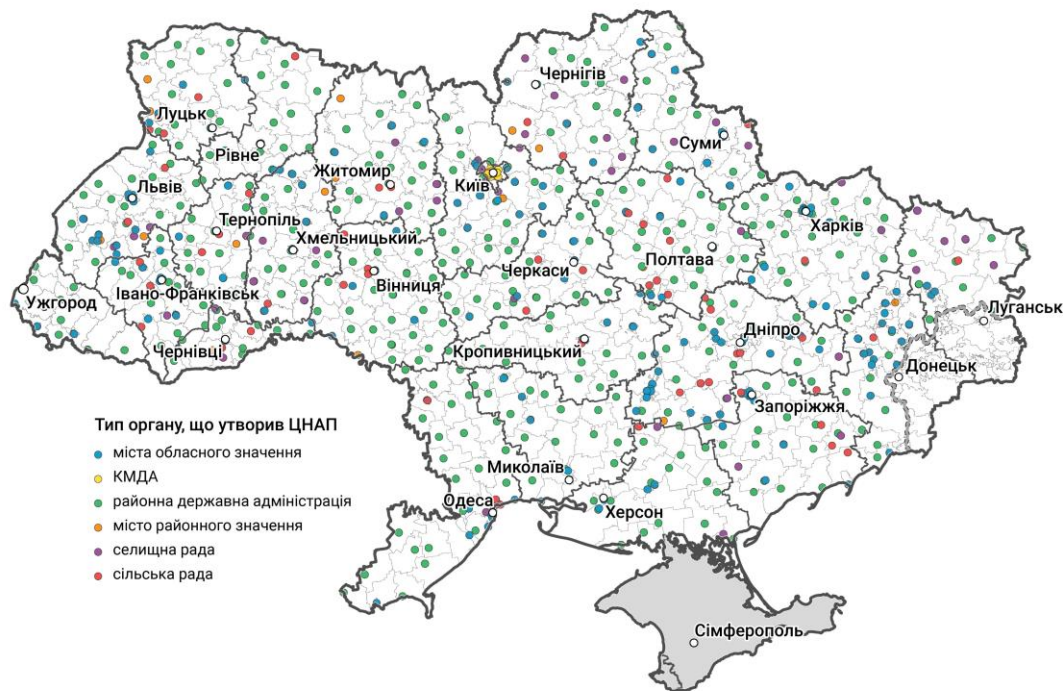 Чернігів
Луцьк
Рівне
Суми
Житомир
Київ
Львів
Тернопіль
Харків
Хмельницький
Черкаси
Полтава
Вінниця
Ужгород
Івано-Франківськ
Луганськ
Чернівці
Дніпро
Кропивницький
Донецьк
Запоріжжя
Тип органу, що утворив ЦНАП
міста обласного значення
КМДА
районна державна адміністрація
місто районного значення
селищна рада
сільська рада
Миколаїв
Одеса
Херсон
Сімферополь